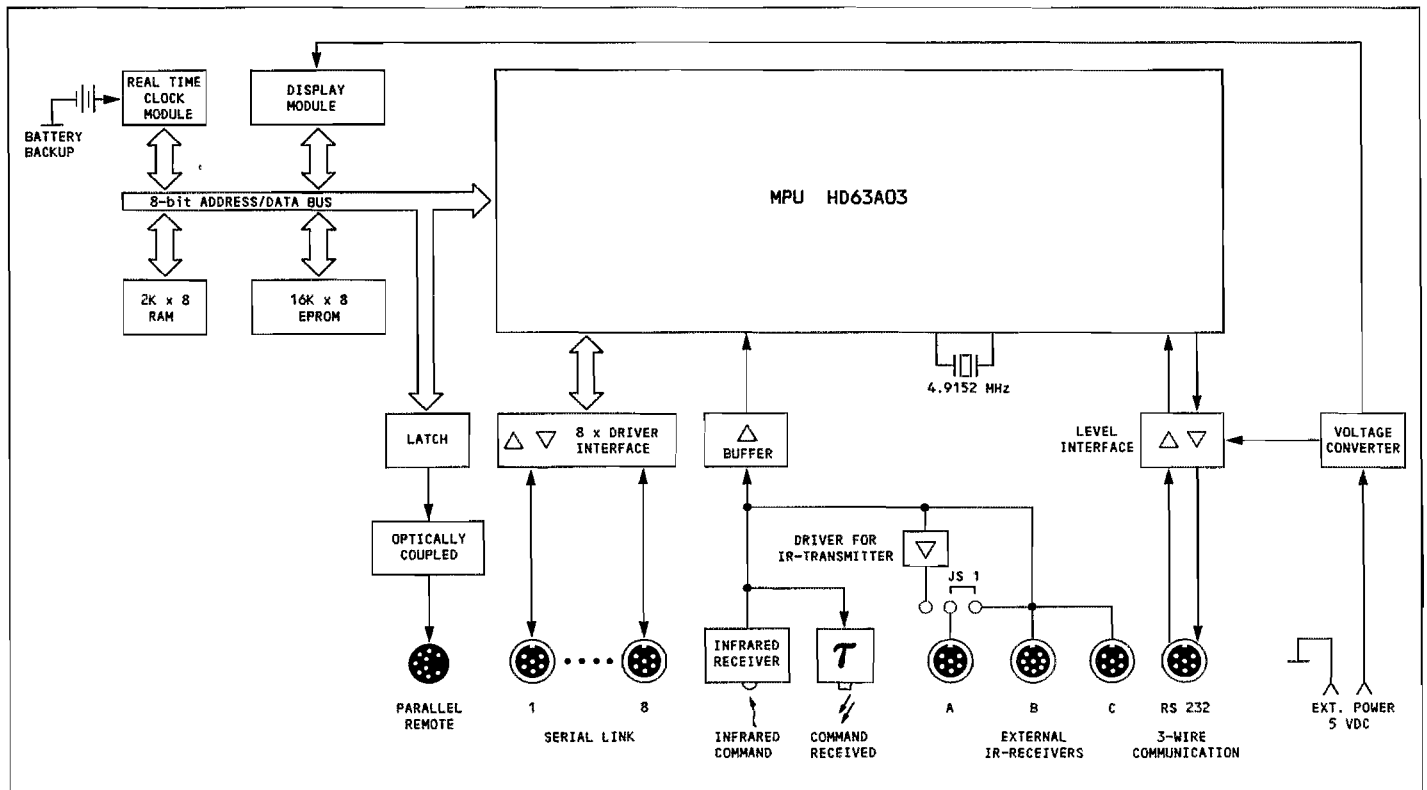 REAL TIME
CLOCK
MODULE
DISPLAY
MODULE
BATTERY
BACKUP
8-bit ADDRESS/DATA BUS
MPU HD63A03
2K x 8
RAM
16K x 8
EPROM
4.9152 MHz
LATCH
8 x DRIVER
INTERFACE
BUFFER
LEVEL
INTERFACE
VOLTAGE
CONVERTER
OPTICALLY
COUPLED
DRIVER FOR
IR-TRANSMITTER
JS 1
INFRARED
RECEIVER
τ
PARALLEL
REMOTE
1
8
SERIAL LINK
INFRARED
COMMAND
COMMAND
RECEIVED
A
B
C
EXTERNAL
IR-RECEIVERS
RS 232
3-WIRE
COMMUNICATION
EXT. POWER
5 VDC